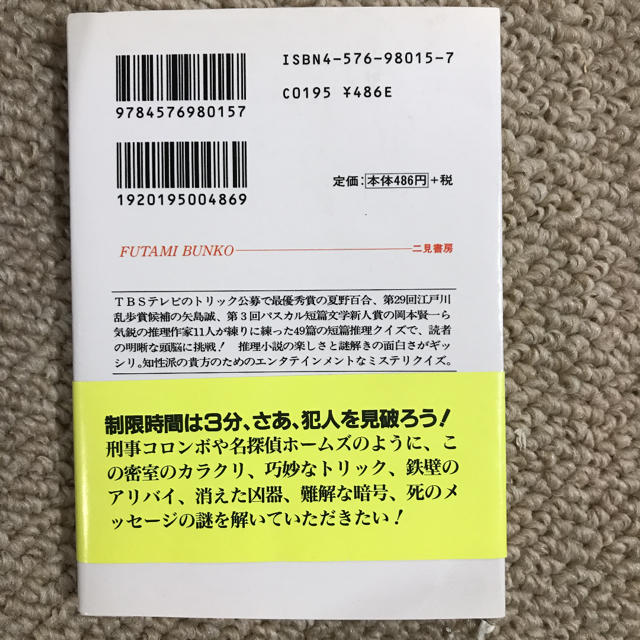 ISBN4-576-98015-7
C0195 ¥486E
9784576980157
定価：本体486円+税
1920195004869
FUTAMI BUNKO 二見書房
TBSテレビのトリック公募で最優秀賞の夏野百合、第29回江戸川
乱歩賞候補の矢島誠、第3回パスカル短篇文学新人賞の岡本賢一ら
気鋭の推理作家11人が練りに練った49篇の短篇推理クイズで、読者
の明晰な頭脳に挑戦! 推理小説の楽しさと謎解きの面白さがギッ
シリ。知性派の貴方のためのエンタテインメントなミステリクイズ。
制限時間は3分、さあ、犯人を見破ろう!
刑事コロンボや名探偵ホームズのように、こ
の密室のカラクリ、巧妙なトリック、鉄壁の
アリバイ、消えた凶器、難解な暗号、死のメ
ッセージの謎を解いていただきたい!